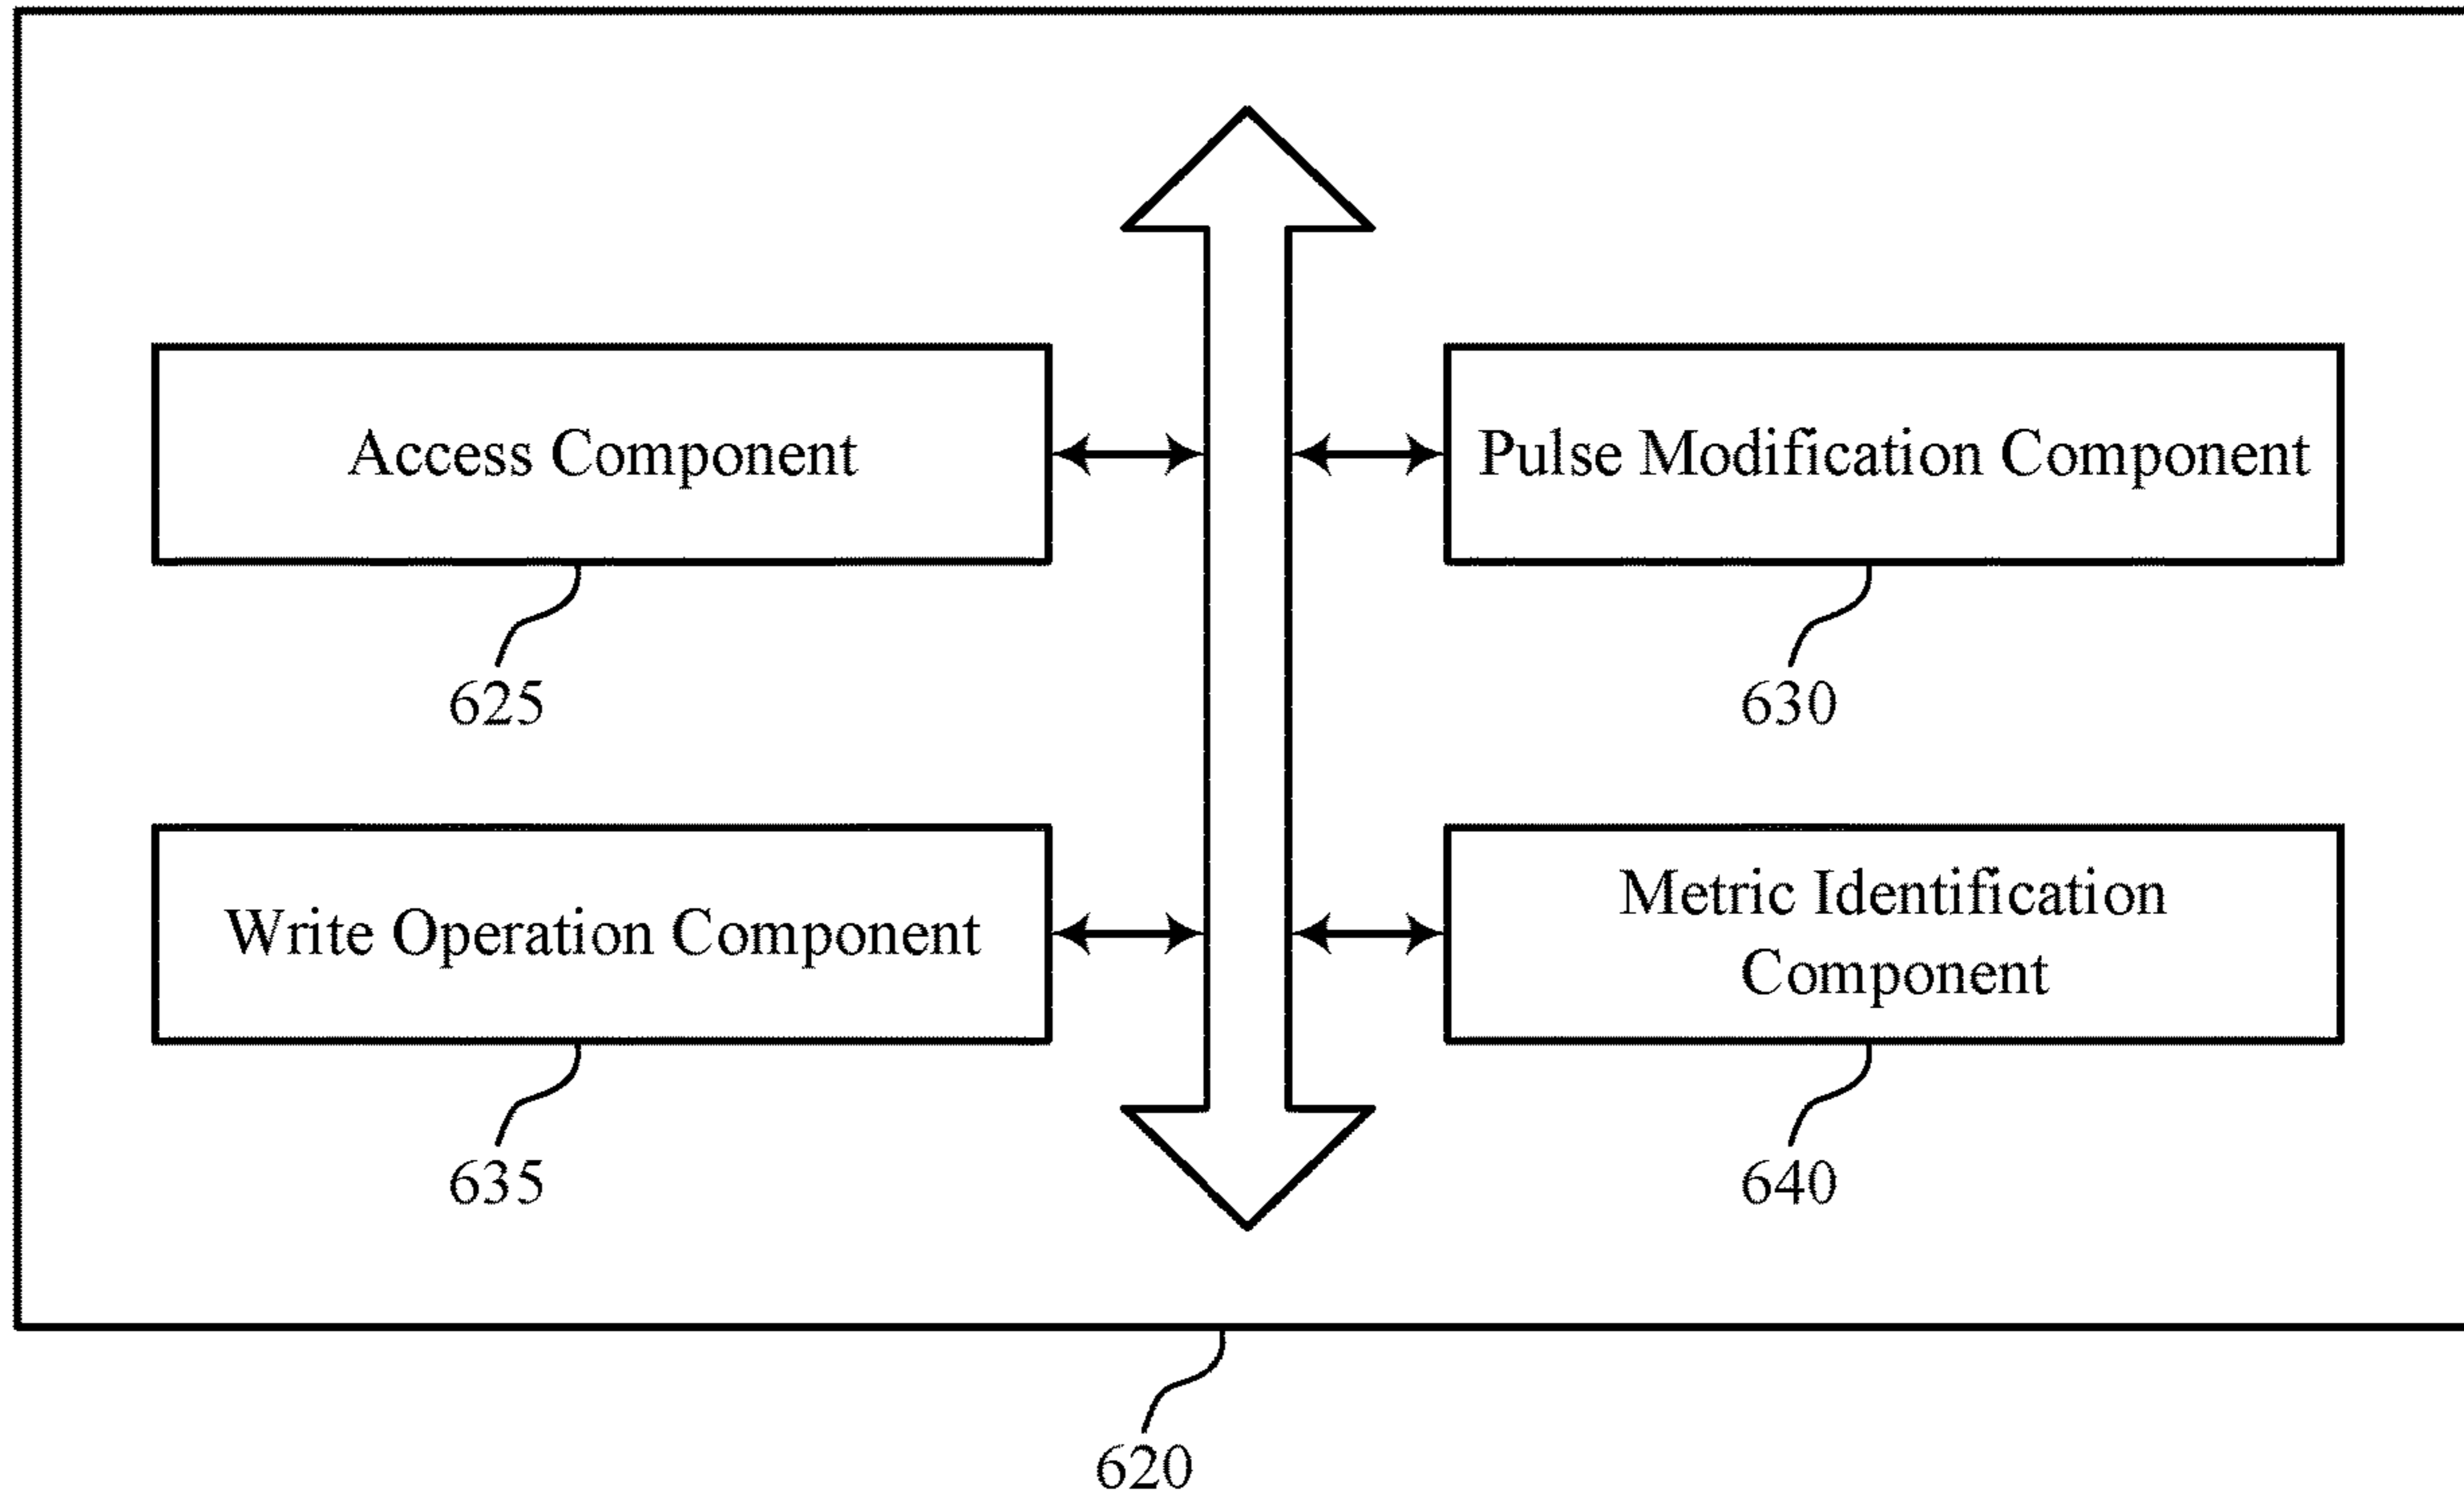 Access Component
Pulse Modification Component
625
630
Write Operation Component
Metric Identification
Component
635
640
620